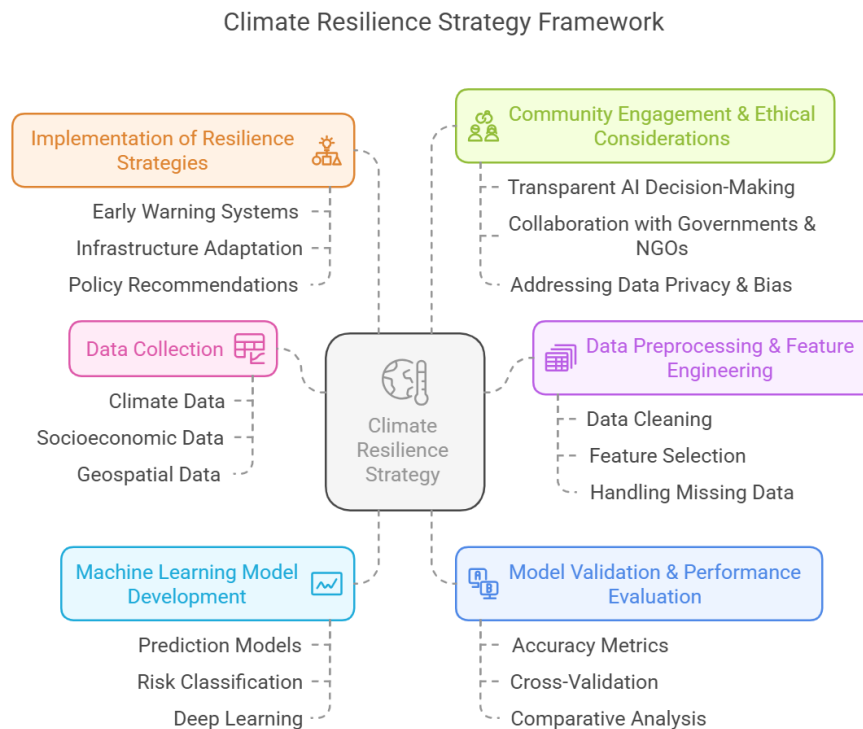 Climate Resilience Strategy Framework
Implementation of Resilience
Strategies
Early Warning Systems
Infrastructure Adaptation
Policy Recommendations
Community Engagement & Ethical
Considerations
Transparent AI Decision-Making
Collaboration with Governments &
NGOs
Addressing Data Privacy & Bias
Data Collection
Climate Data
Socioeconomic Data
Geospatial Data
Climate
Resilience
Strategy
Data Preprocessing & Feature
Engineering
Data Cleaning
Feature Selection
Handling Missing Data
Machine Learning Model
Development
Prediction Models
Risk Classification
Deep Learning
A
B
Model Validation & Performance
Evaluation
Accuracy Metrics
Cross-Validation
Comparative Analysis